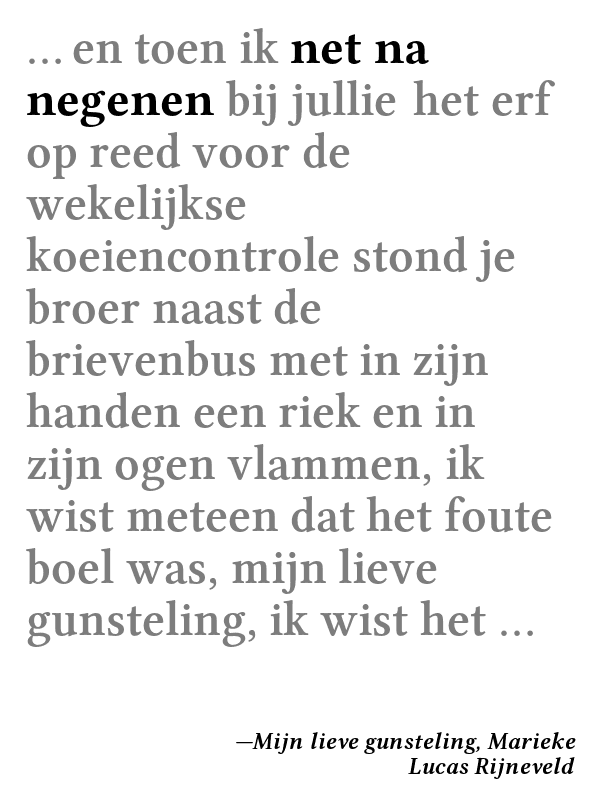 … en toen ik net na
negenen bij jullie het erf
op reed voor de
wekelijkse
koeiencontrole stond je
broer naast de
brievenbus met in zijn
handen een riek en in
zijn ogen vlammen, ik
wist meteen dat het foute
boel was, mijn lieve
gunsteling, ik wist het …
—Mijn lieve gunsteling, Marieke
Lucas Rijneveld